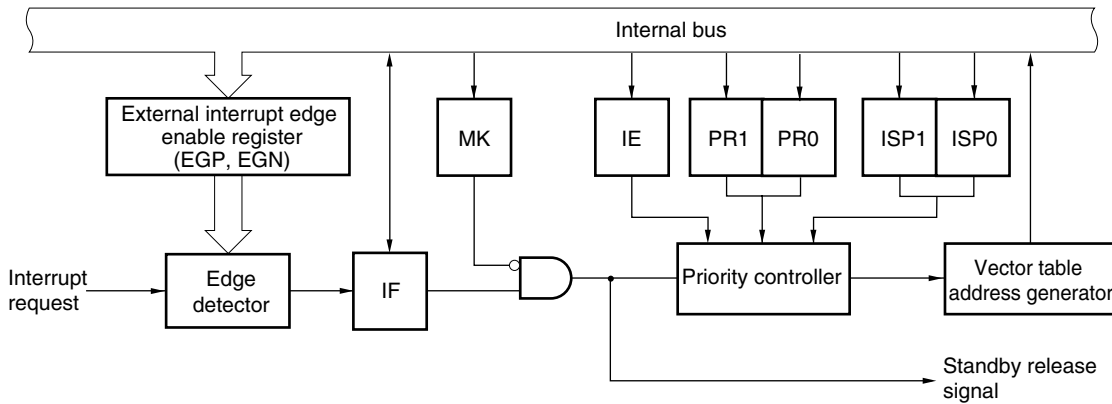 Internal bus
External interrupt edge
enable register
(EGP, EGN)
MK
IE
PR1
PR0
ISP1
ISP0
Interrupt
request
Edge
detector
IF
Priority controller
Vector table
address generator
Standby release
signal